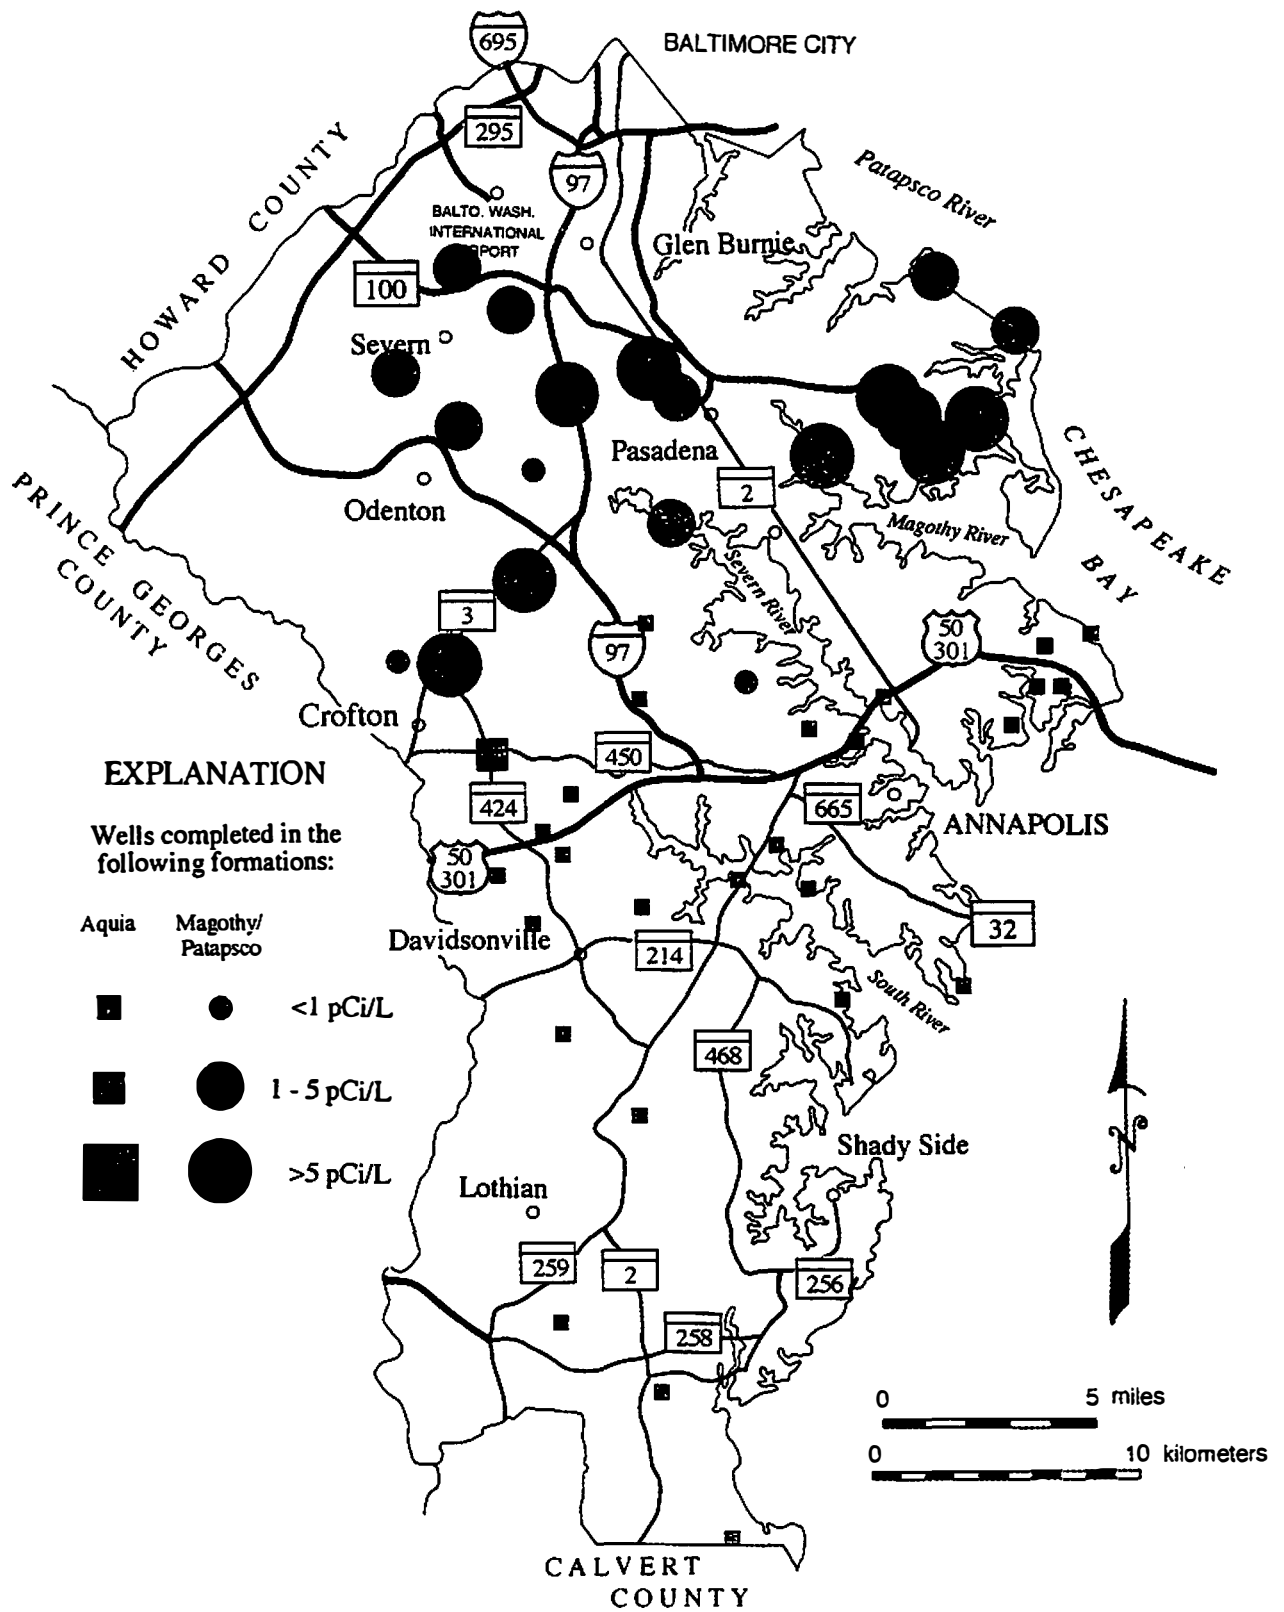 695
BALTIMORE CITY
295
97
HOWARD COUNTY
Patapsco River
BALTO. WASH.
INTERNATIONAL
PORT
Glen Burnie
100
Severn
CHESAPEAKE
BAY
Pasadena
2
Odenton
Magothy River
PRINCE GEORGES
COUNTY
Severn River
3
50
301
97
Crofton
450
EXPLANATION
424
665
ANNAPOLIS
Wells completed in the
following formations:
50
301
32
Aquia
Magothy/
Patapsco
Davidsonville
214
South River
<1 pCi/L
468
1 - 5 pCi/L
Shady Side
>5 pCi/L
Lothian
259
2
256
258
0 5 miles
0 10 kilometers
N
CALVERT
COUNTY